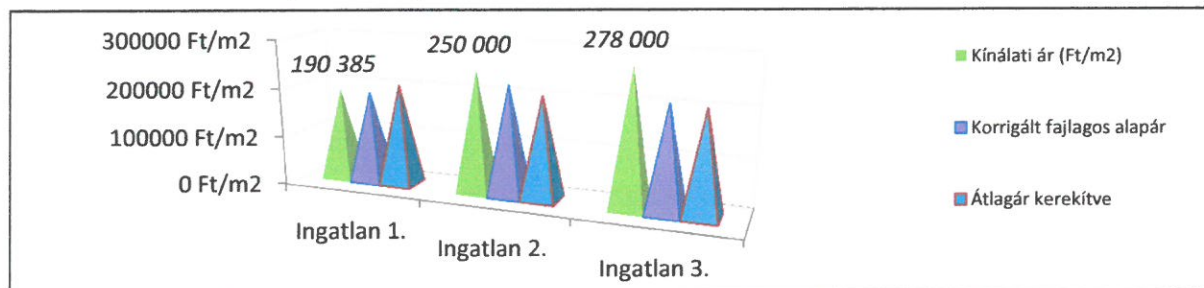 300000 Ft/m2
200000 Ft/m2
100000 Ft/m2
0 Ft/m2
190 385
250 000
278 000
Ingatlan 1.
Ingatlan 2.
Ingatlan 3.
Kínálati ár (Ft/m2)
Korrigált fajlagos alapár
Átlagár kerekítve